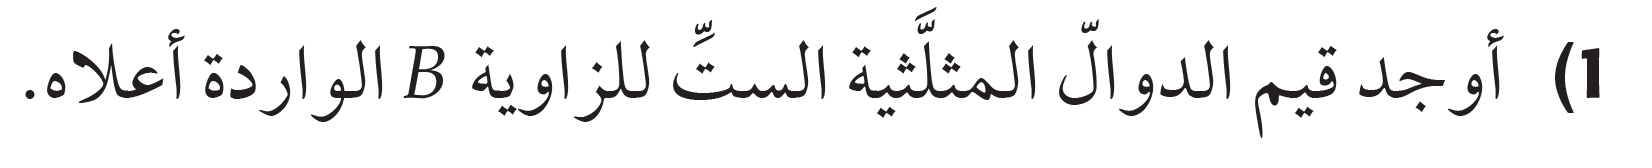 1) أوجد قيم الدوالّ المثلَّثية الستِّ للزاوية B الواردة أعلاه.